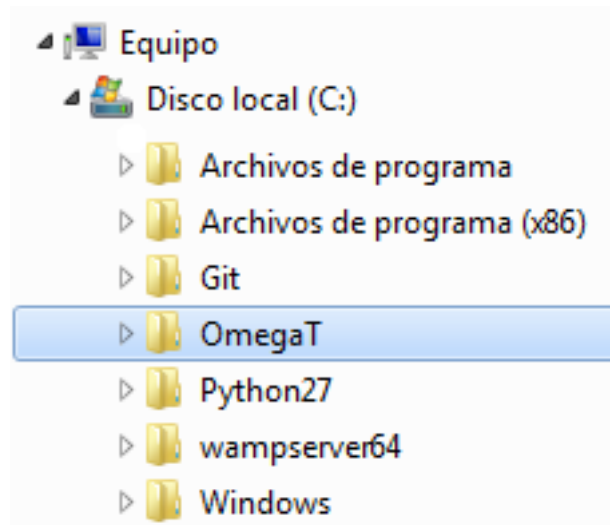 Equipo
Disco local (C:)
Archivos de programa
Archivos de programa (x86)
Git
OmegaT
Python27
wampserver64
Windows